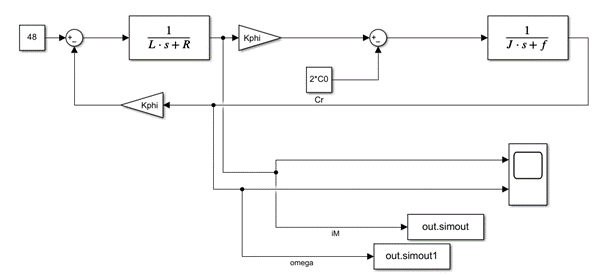 48
+
−
1
L · s + R
Kphi
+
−
1
J · s + f
2*C0
Cr
Kphi
out.simout
iM
out.simout1
omega